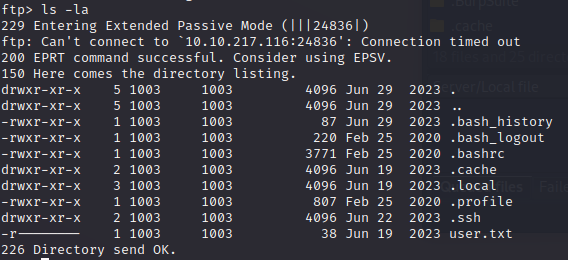 ftp> ls -la
229 Entering Extended Passive Mode (|||24836|)
ftp: Can't connect to `10.10.217.116:24836': Connection timed out
200 EPRT command successful. Consider using EPSV.
150 Here comes the directory listing.
drwxr-xr-x    5 1003     1003         4096 Jun 29  2023 .
drwxr-xr-x    5 1003     1003         4096 Jun 29  2023 ..
-rwxr-xr-x    1 1003     1003           87 Jun 29  2023 .bash_history
-rwxr-xr-x    1 1003     1003          220 Feb 25  2020 .bash_logout
-rwxr-xr-x    1 1003     1003         3771 Feb 25  2020 .bashrc
drwxr-xr-x    2 1003     1003         4096 Jun 19  2023 .cache
drwxr-xr-x    3 1003     1003         4096 Jun 19  2023 .local
-rwxr-xr-x    1 1003     1003          807 Feb 25  2020 .profile
drwxr-xr-x    2 1003     1003         4096 Jun 22  2023 .ssh
-r--------    1 1003     1003           38 Jun 19  2023 user.txt
226 Directory send OK.